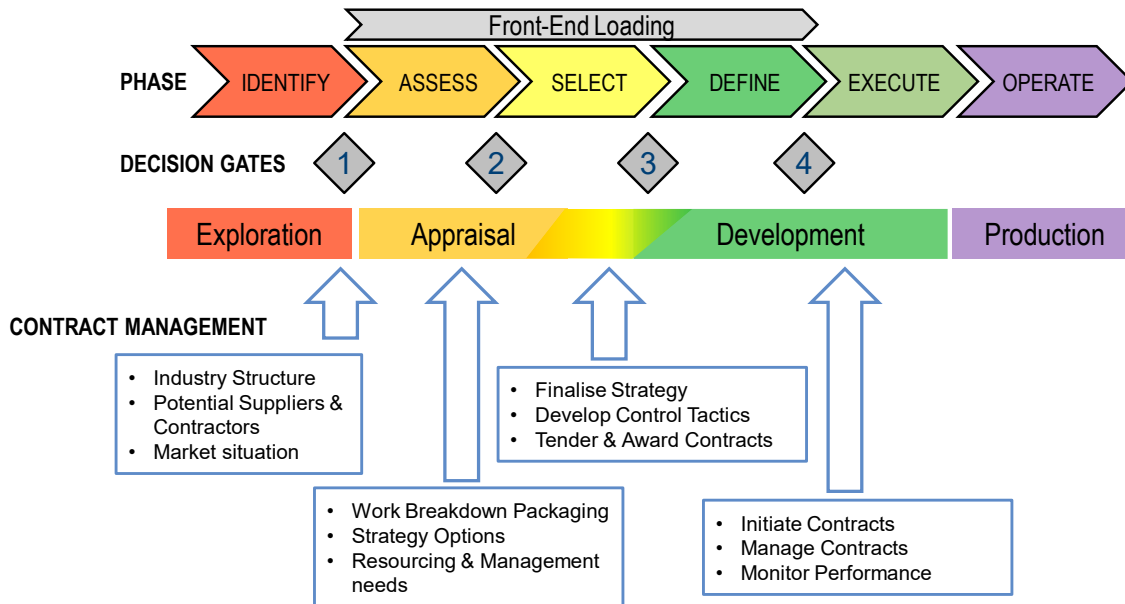 Front-End Loading
PHASE
IDENTIFY
ASSESS
SELECT
DEFINE
EXECUTE
OPERATE
DECISION GATES
1
2
3
4
Exploration
Appraisal
Development
Production
CONTRACT MANAGEMENT
• Industry Structure
• Potential Suppliers &
Contractors
• Market situation
• Finalise Strategy
• Develop Control Tactics
• Tender & Award Contracts
• Work Breakdown Packaging
• Strategy Options
• Resourcing & Management
needs
• Initiate Contracts
• Manage Contracts
• Monitor Performance